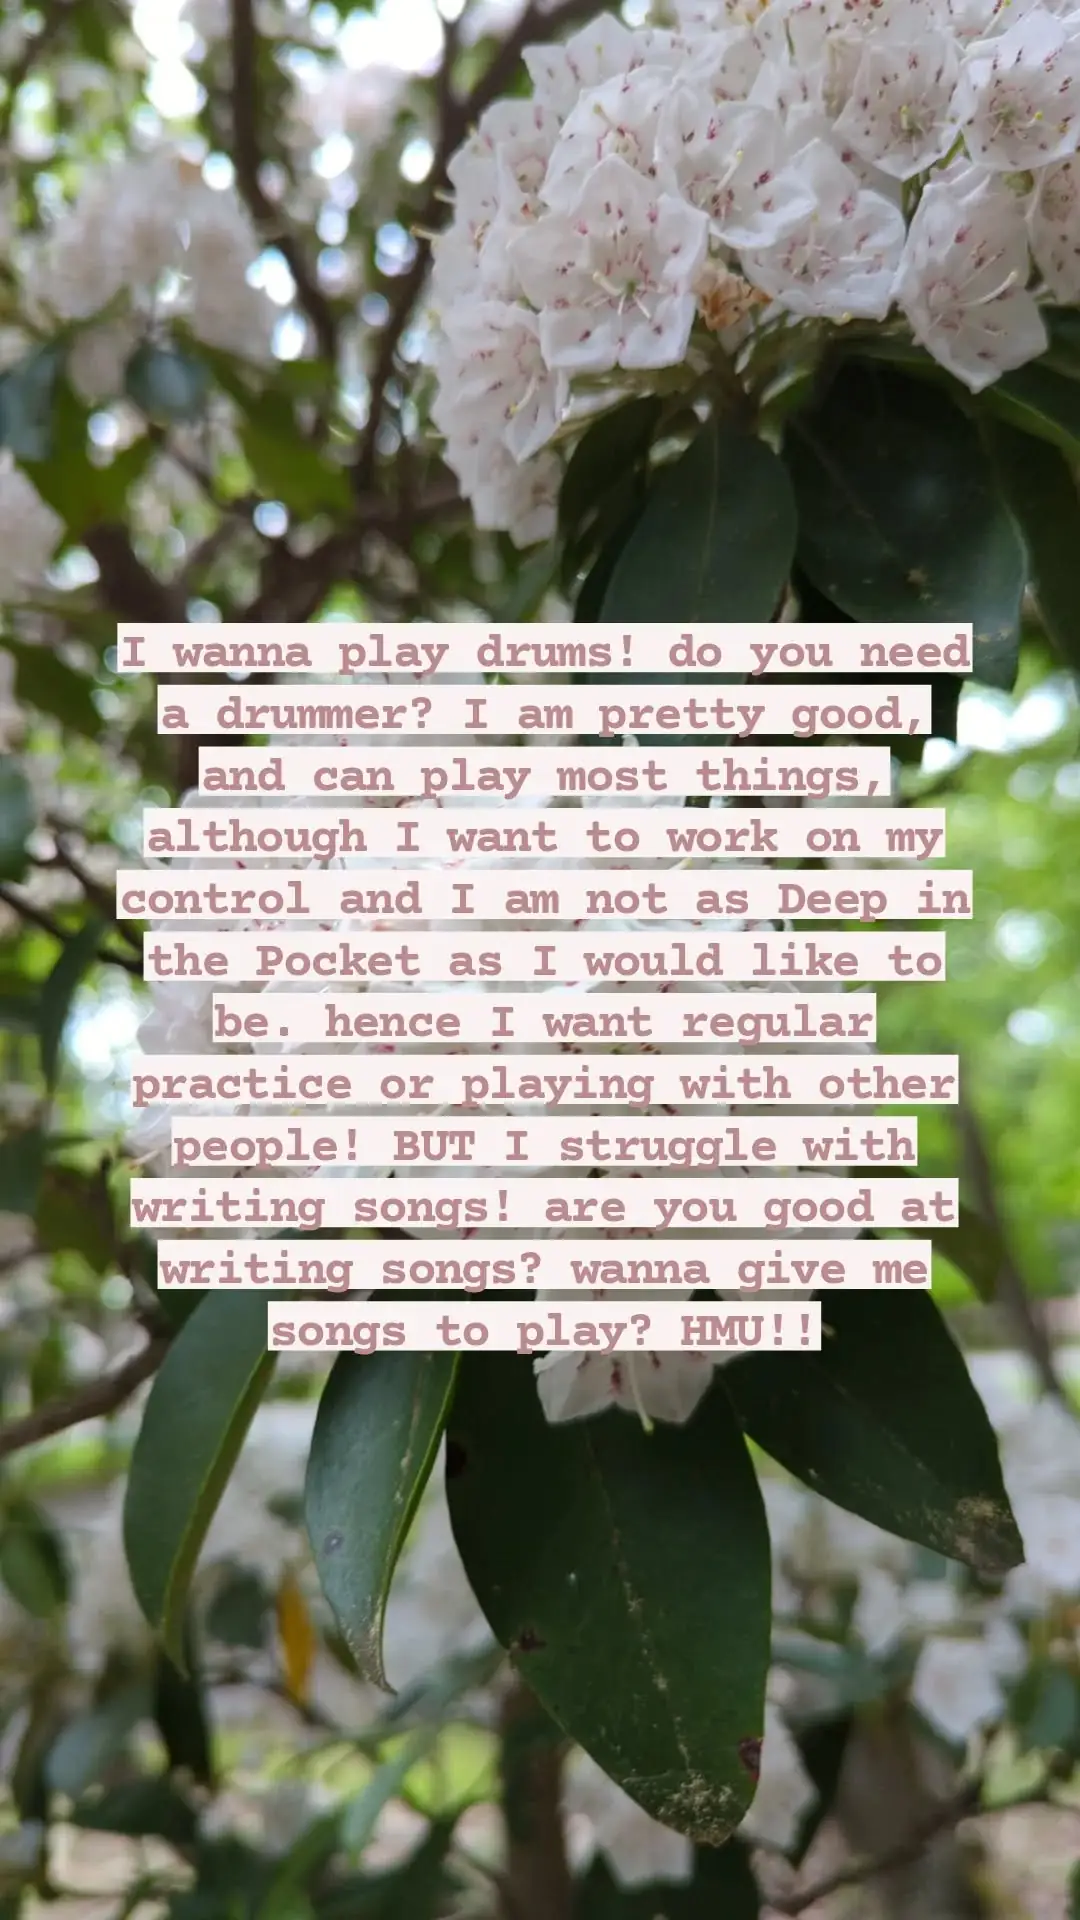 I wanna play drums! do you need
a drummer? I am pretty good,
and can play most things,
although I want to work on my
control and I am not as Deep in
the Pocket as I would like to
be. hence I want regular
practice or playing with other
people! BUT I struggle with
writing songs! are you good at
writing songs? wanna give me
songs to play? HMU!!